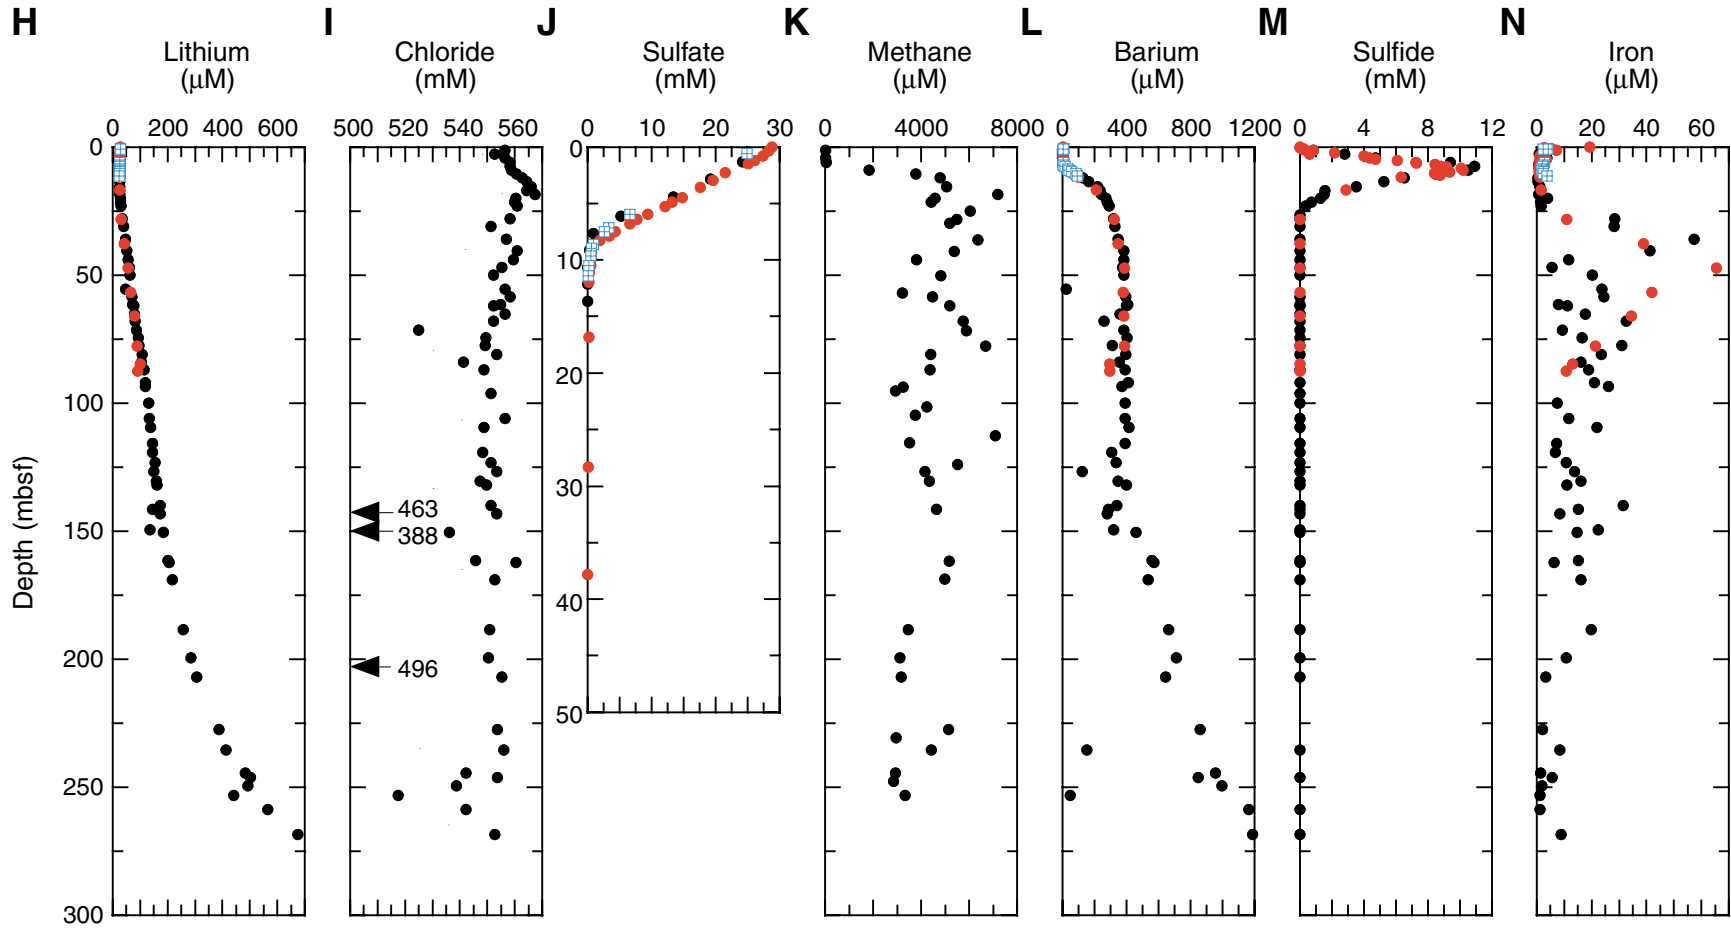 H I J K L M N
Lithium Chloride Sulfate Methane Barium Sulfide Iron
(µM) (mM) (mM) (µM) (µM) (mM) (µM)
0 200 400 600 500 520 540 560 0 10 20 30 0 4000 8000 0 400 800 1200 0 4 8 12 0 20 40 60
0 0
50 10
100 20
150 30
200 40
250 50
300
463
388
496
Depth (mbsf)